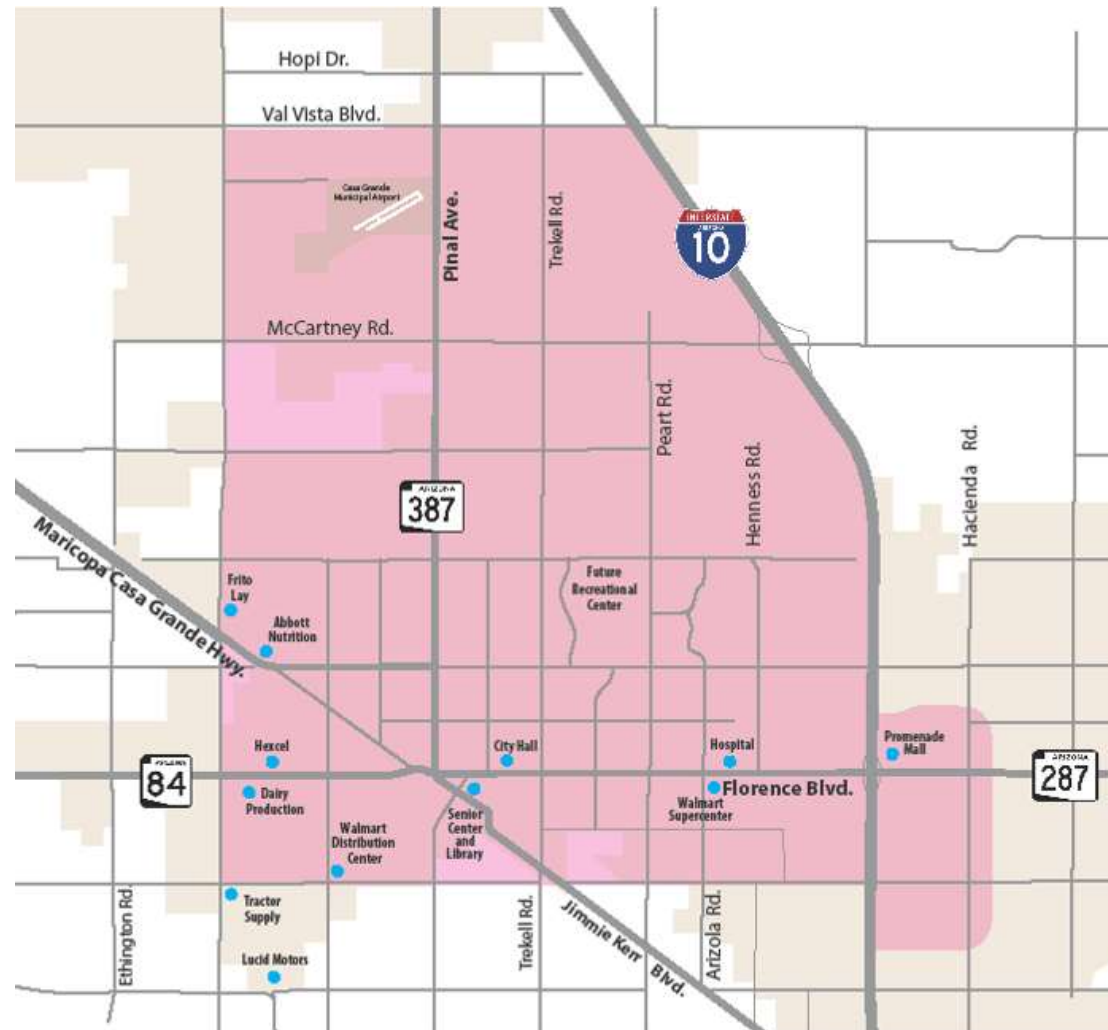 Hopi Dr.
Val Vista Blvd.
Casa Grande
Municipal Airport
Pinal Ave.
Trekell Rd.
INTERSTATE
ARIZONA
10
McCartney Rd.
Peart Rd.
Henness Rd.
Hacienda Rd.
ARIZONA
387
Maricopa Casa Grande Hwy.
Frito
Lay
Abbott
Nutrition
Future
Recreational
Center
Hexcel
City Hall
Hospital
Promenade
Mall
ARIZONA
84
ARIZONA
287
Dairy
Production
Florence Blvd.
Senior
Center
and
Library
Walmart
Supercenter
Walmart
Distribution
Center
Ethington Rd.
Tractor
Supply
Trekell Rd.
Jimmie Kerr Blvd.
Arizola Rd.
Lucid Motors